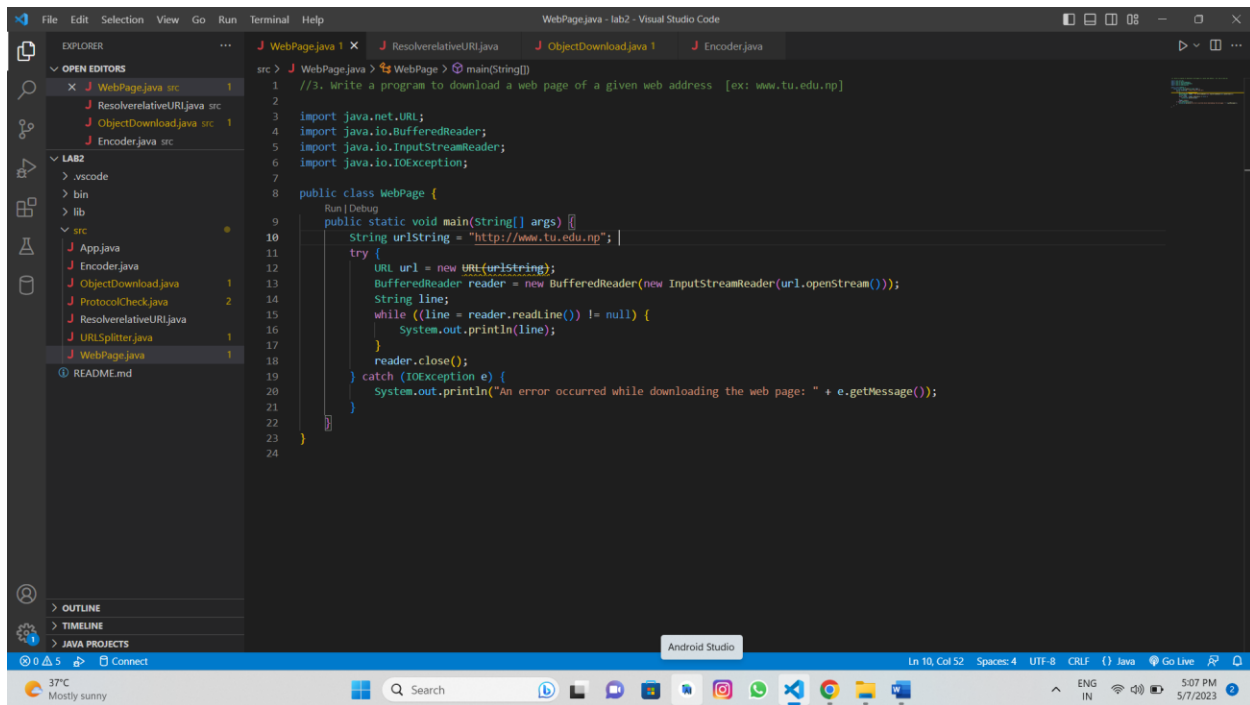 File Edit Selection View Go Run Terminal Help
WebPage.java - lab2 - Visual Studio Code
EXPLORER
OPEN EDITORS
WebPage.java src 1
ResolverelativeURI.java src
ObjectDownload.java src 1
Encoder.java src
LAB2
.vscode
bin
lib
src
App.java
Encoder.java
ObjectDownload.java 1
ProtocolCheck.java 2
ResolverelativeURI.java
URLSplitter.java 1
WebPage.java 1
README.md
OUTLINE
TIMELINE
JAVA PROJECTS
WebPage.java 1 ResolverelativeURI.java ObjectDownload.java 1 Encoder.java
src > WebPage.java > WebPage > main(String[])
1 //3. Write a program to download a web page of a given web address [ex: www.tu.edu.np]
2
3 import java.net.URL;
4 import java.io.BufferedReader;
5 import java.io.InputStreamReader;
6 import java.io.IOException;
7
8 public class WebPage {
Run | Debug
9 public static void main(String[] args) {
10 String urlString = "http://www.tu.edu.np";
11 try {
12 URL url = new URL(urlString);
13 BufferedReader reader = new BufferedReader(new InputStreamReader(url.openStream()));
14 String line;
15 while ((line = reader.readLine()) != null) {
16 System.out.println(line);
17 }
18 reader.close();
19 } catch (IOException e) {
20 System.out.println("An error occurred while downloading the web page: " + e.getMessage());
21 }
22 }
23 }
24
Android Studio
0 5 Connect
Ln 10, Col 52 Spaces: 4 UTF-8 CRLF {} Java Go Live
37°C
Mostly sunny
Search
ENG
IN
5:07 PM
5/7/2023
2